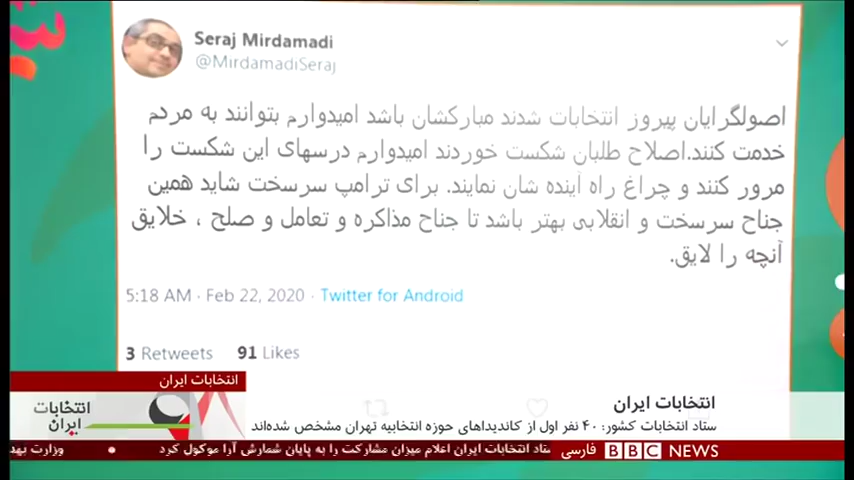 Seraj Mirdamadi
@MirdamadiSeraj
اصولگرایان پیروز انتخابات شدند مبارکشان باشد امیدوارم بتوانند به مردم
خدمت کنند.اصلاح طلبان شکست خوردند امیدوارم درسهای این شکست را
مرور کنند و چراغ راه آینده شان نمایند. برای ترامپ سرسخت شاید همین
جناح سرسخت و انقلابی بهتر باشد تا جناح مذاکره و تعامل و صلح ، خلایق
آنچه را لایق.
5:18 AM · Feb 22, 2020 · Twitter for Android
3 Retweets 91 Likes
انتخابات ایران
انتخابات
ایران
انتخابات ایران
ستاد انتخابات کشور: ۴۰ نفر اول از کاندیداهای حوزه انتخابیه تهران مشخص شده‌اند
BBC NEWS فارسی
ستاد انتخابات ایران اعلام میزان مشارکت را به پایان شمارش آرا موکول کرد • وزارت